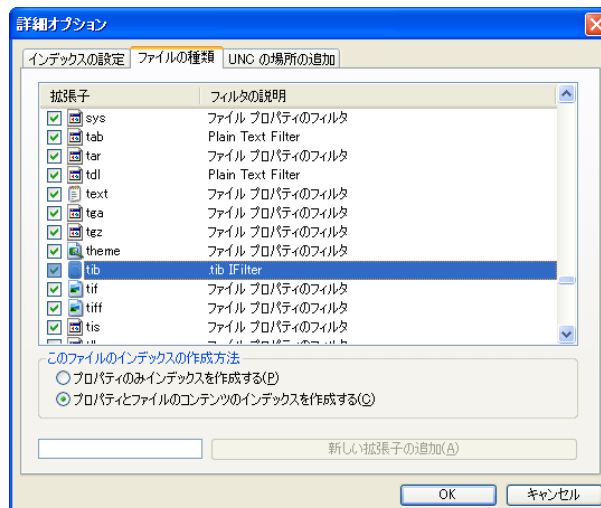 詳細オプション
インデックスの設定 ファイルの種類 UNC の場所の追加
拡張子 フィルタの説明
sys ファイル プロパティのフィルタ
tab Plain Text Filter
tar ファイル プロパティのフィルタ
tdl Plain Text Filter
text ファイル プロパティのフィルタ
tga ファイル プロパティのフィルタ
tgz ファイル プロパティのフィルタ
theme ファイル プロパティのフィルタ
tib .tib IFilter
tif ファイル プロパティのフィルタ
tiff ファイル プロパティのフィルタ
tis ファイル プロパティのフィルタ
このファイルのインデックスの作成方法
プロパティのみインデックスを作成する(P)
プロパティとファイルのコンテンツのインデックスを作成する(C)
新しい拡張子の追加(A)
OK キャンセル